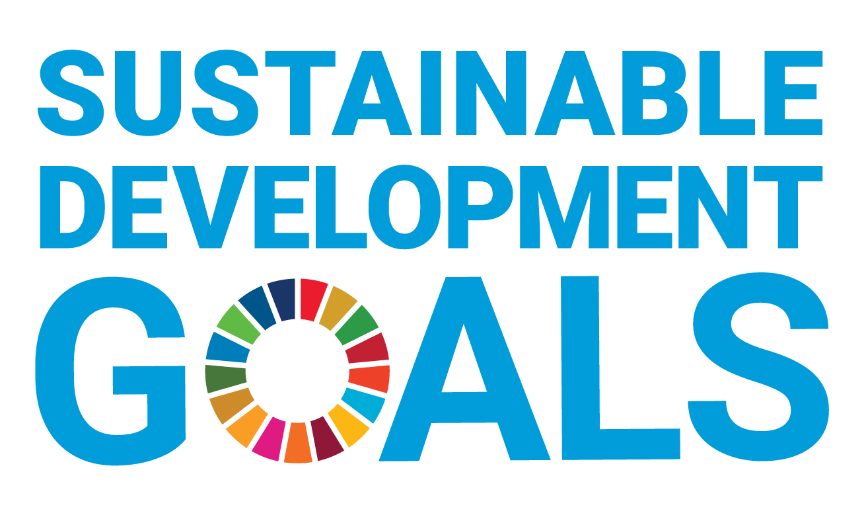 SUSTAINABLE
DEVELOPMENT
GOALS